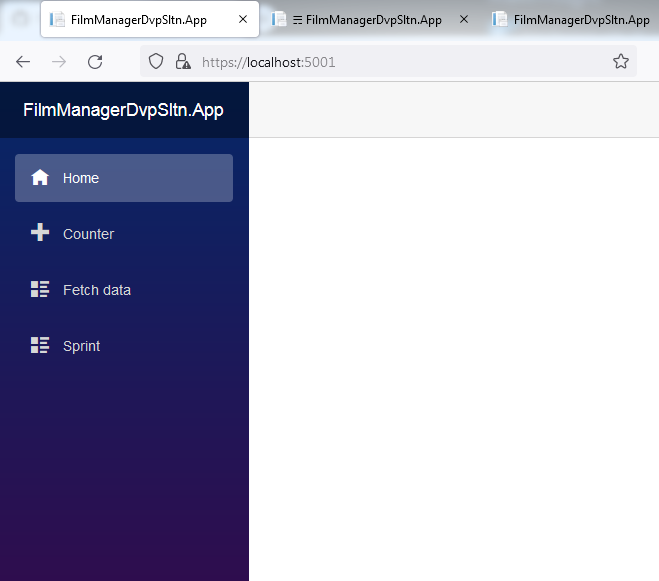 FilmManagerDvpSltn.App
☰ FilmManagerDvpSltn.App
FilmManagerDvpSltn.App
https://localhost:5001
FilmManagerDvpSltn.App
Home
Counter
Fetch data
Sprint